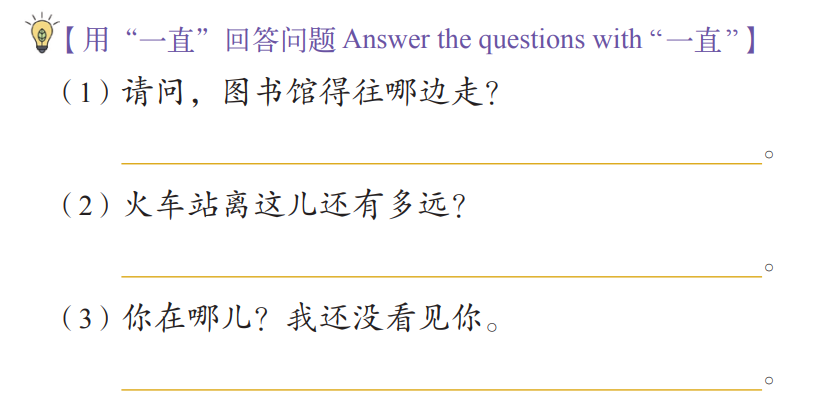 【用“一直”回答问题 Answer the questions with “一直”】
（1）请问，图书馆得往哪边走？
。
（2）火车站离这儿还有多远？
。
（3）你在哪儿？我还没看见你。
。